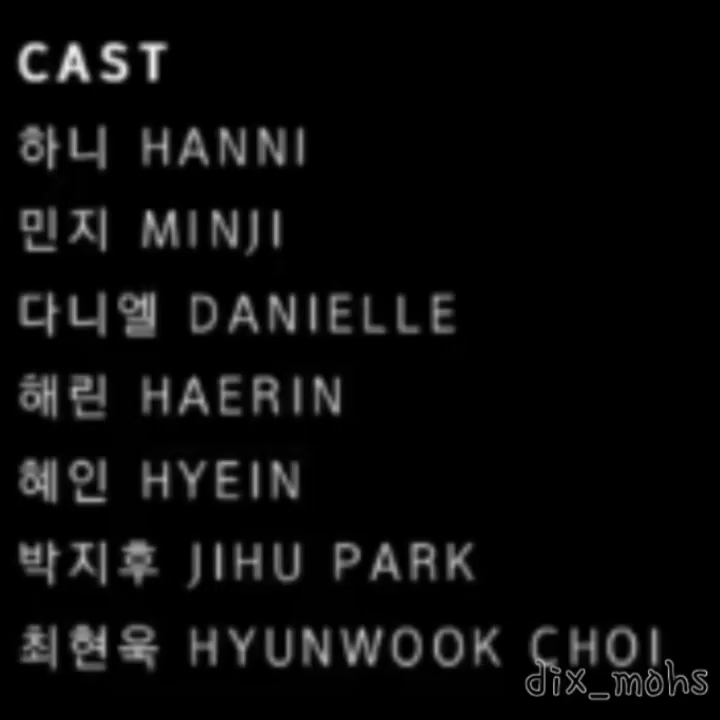 CAST
하니 HANNI
민지 MINJI
다니엘 DANIELLE
해린 HAERIN
혜인 HYEIN
박지후 JIHU PARK
최현욱 HYUNWOOK CHOI
dix_mohs